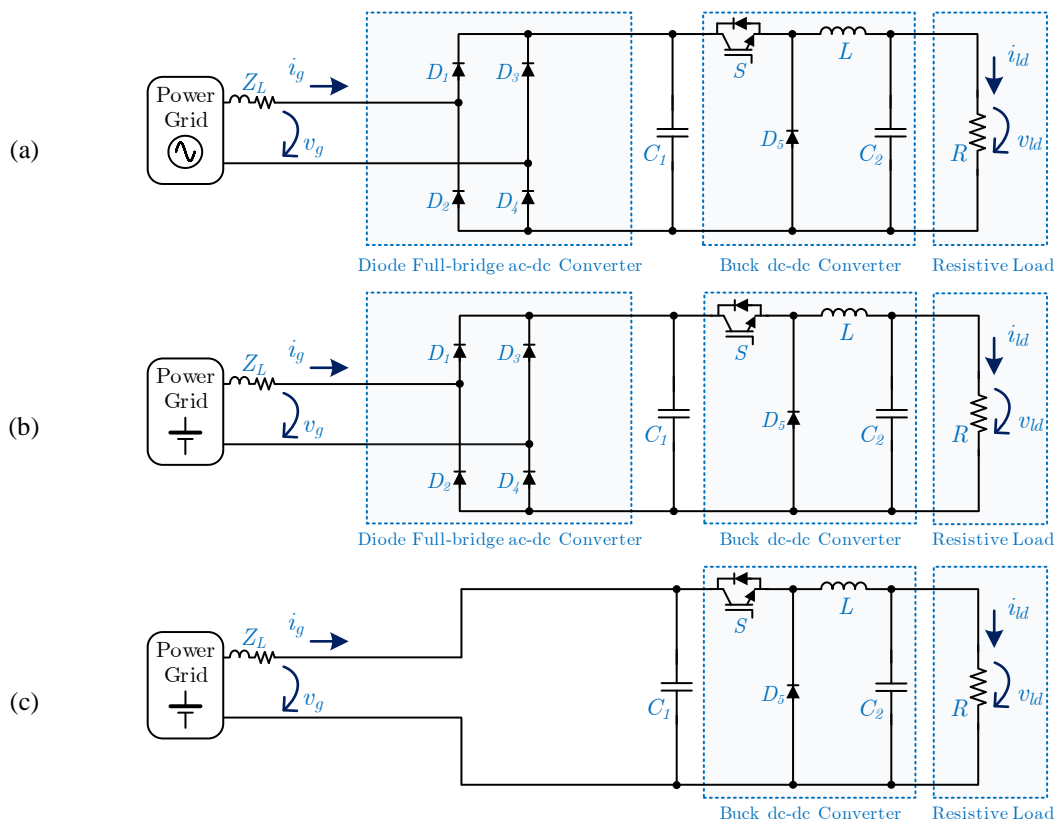 (a)
Power
Grid
Z_L
i_g
v_g
D_1
D_3
D_2
D_4
C_1
S
D_5
L
C_2
R
i_ld
v_ld
Diode Full-bridge ac-dc Converter
Buck dc-dc Converter
Resistive Load
(b)
Power
Grid
Z_L
i_g
v_g
D_1
D_3
D_2
D_4
C_1
S
D_5
L
C_2
R
i_ld
v_ld
Diode Full-bridge ac-dc Converter
Buck dc-dc Converter
Resistive Load
(c)
Power
Grid
Z_L
i_g
v_g
C_1
S
D_5
L
C_2
R
i_ld
v_ld
Buck dc-dc Converter
Resistive Load